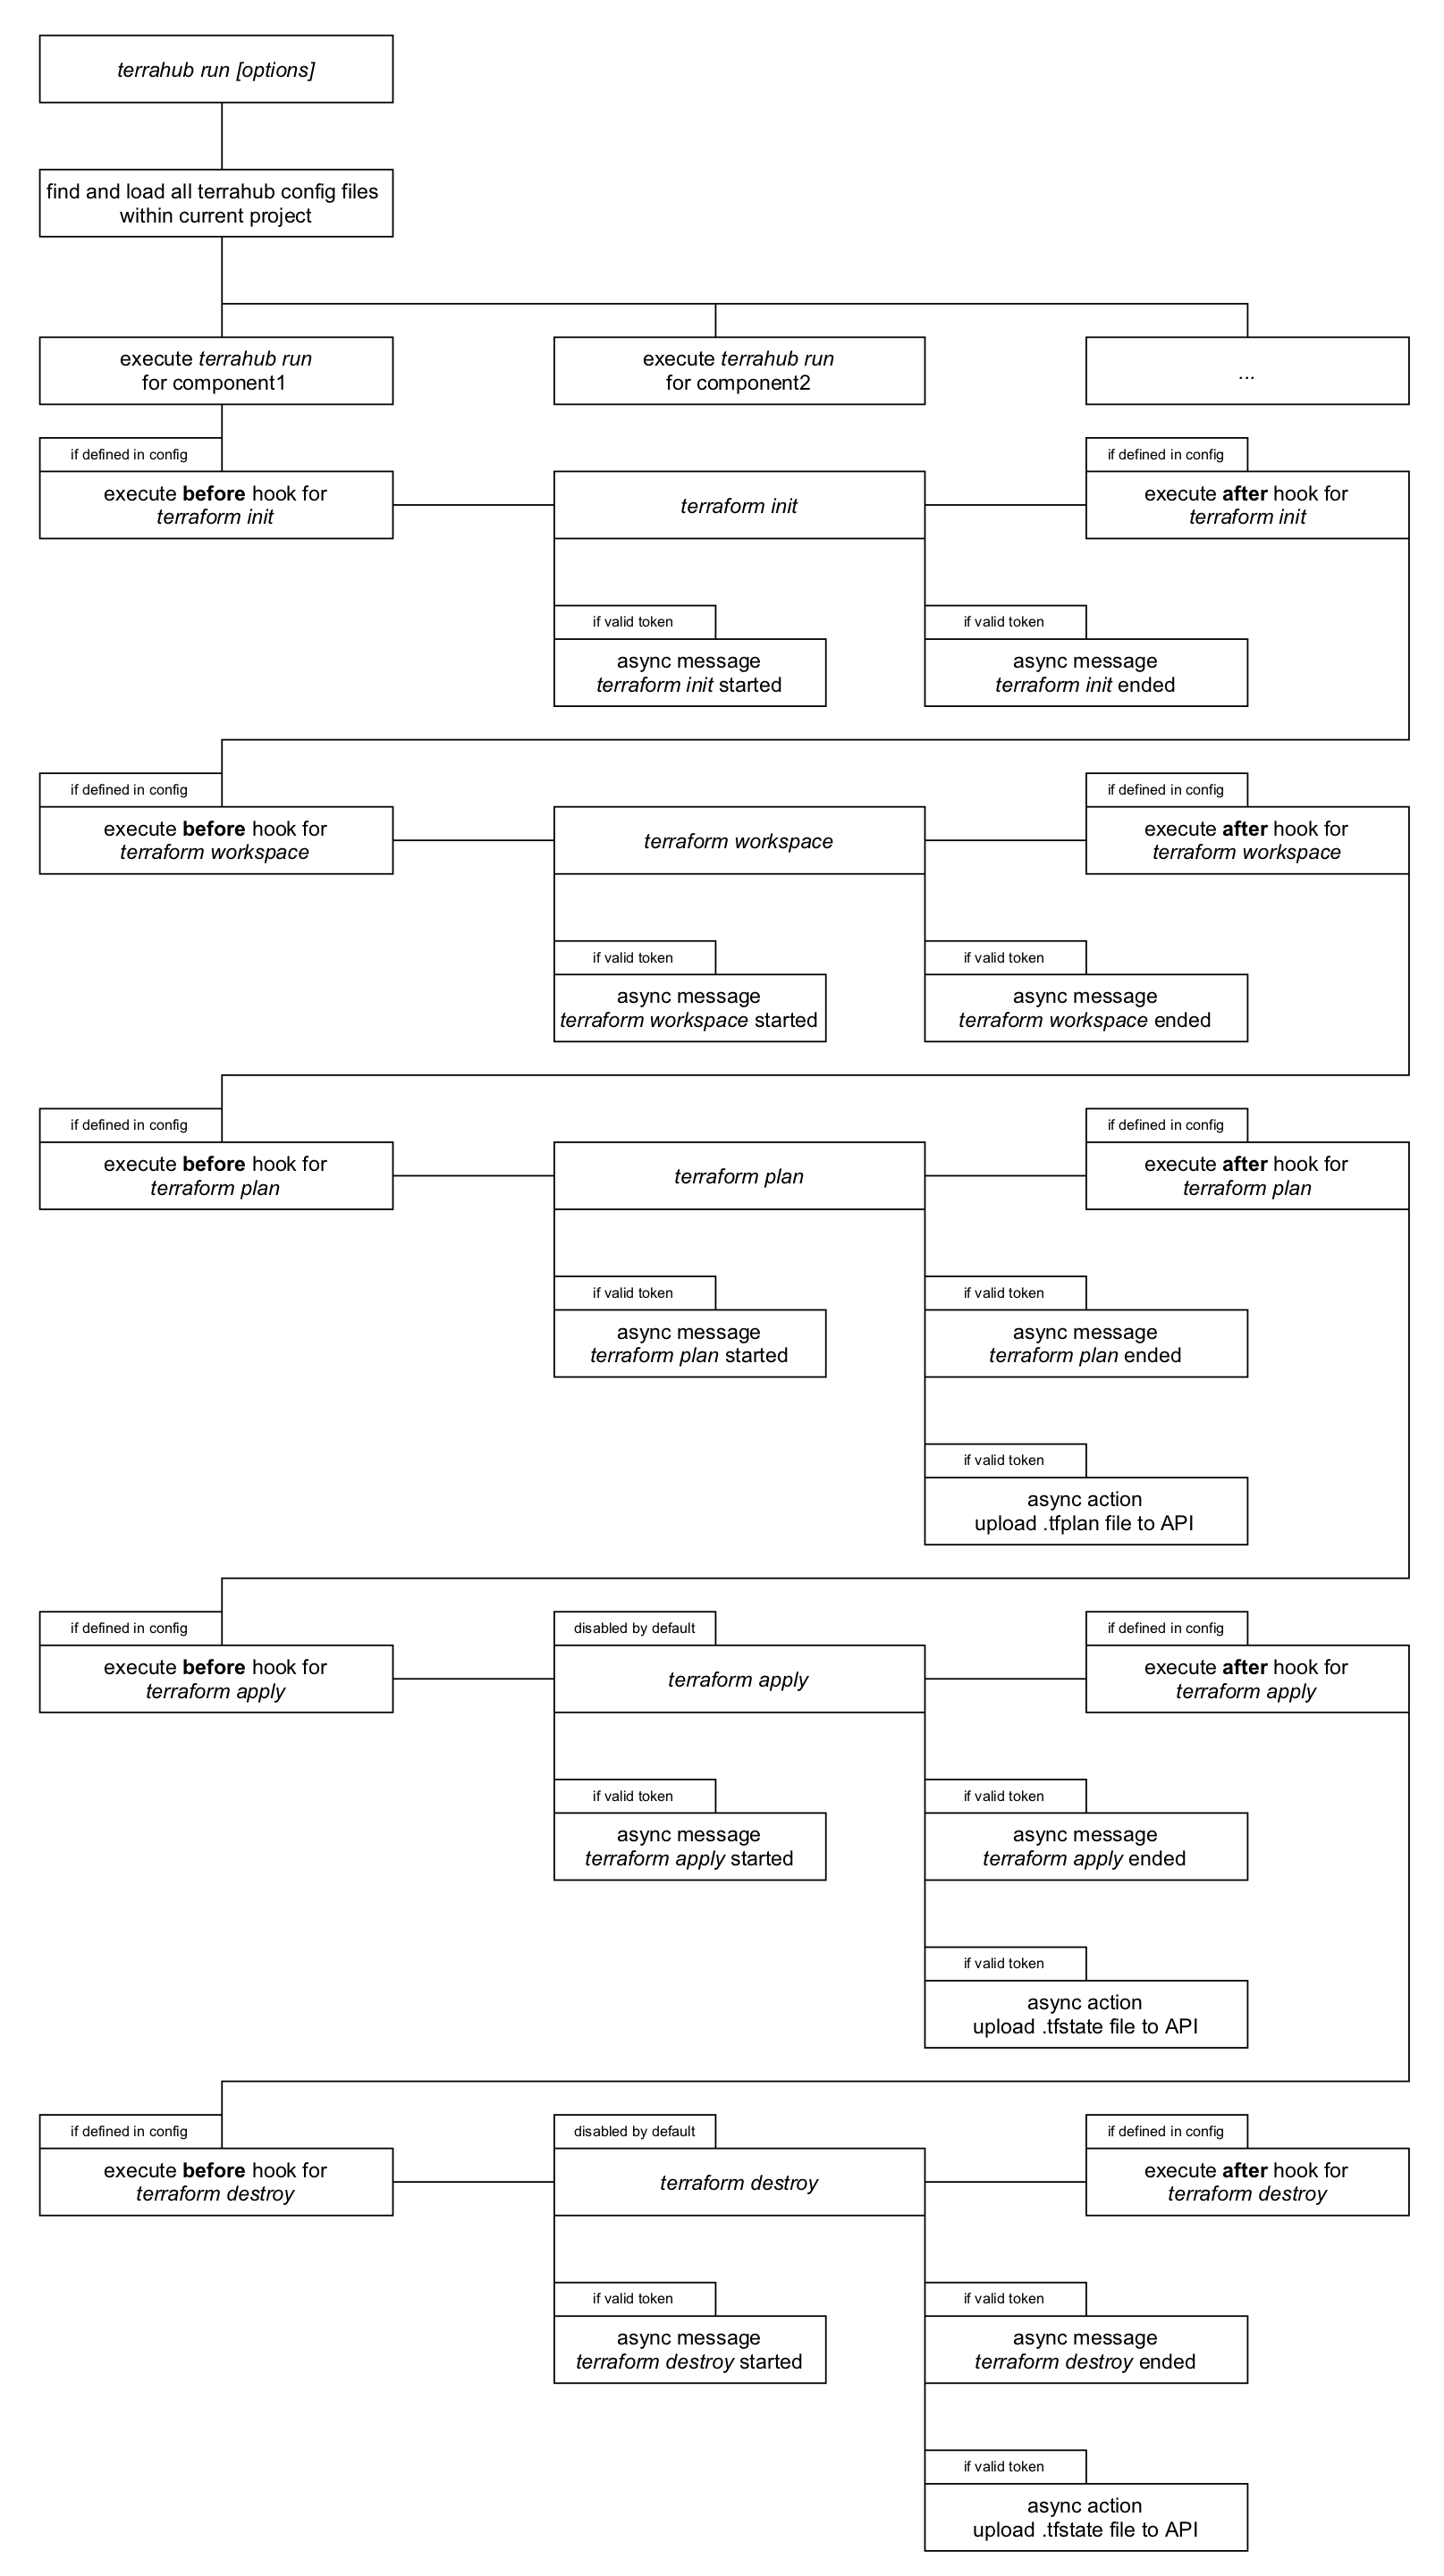 terrahub run [options]
find and load all terrahub config files
within current project
execute terrahub run
for component1
execute terrahub run
for component2
...
if defined in config
execute before hook for
terraform init
terraform init
if defined in config
execute after hook for
terraform init
if valid token
async message
terraform init started
if valid token
async message
terraform init ended
if defined in config
execute before hook for
terraform workspace
terraform workspace
if defined in config
execute after hook for
terraform workspace
if valid token
async message
terraform workspace started
if valid token
async message
terraform workspace ended
if defined in config
execute before hook for
terraform plan
terraform plan
if defined in config
execute after hook for
terraform plan
if valid token
async message
terraform plan started
if valid token
async message
terraform plan ended
if valid token
async action
upload .tfplan file to API
if defined in config
execute before hook for
terraform apply
disabled by default
terraform apply
if defined in config
execute after hook for
terraform apply
if valid token
async message
terraform apply started
if valid token
async message
terraform apply ended
if valid token
async action
upload .tfstate file to API
if defined in config
execute before hook for
terraform destroy
disabled by default
terraform destroy
if defined in config
execute after hook for
terraform destroy
if valid token
async message
terraform destroy started
if valid token
async message
terraform destroy ended
if valid token
async action
upload .tfstate file to API